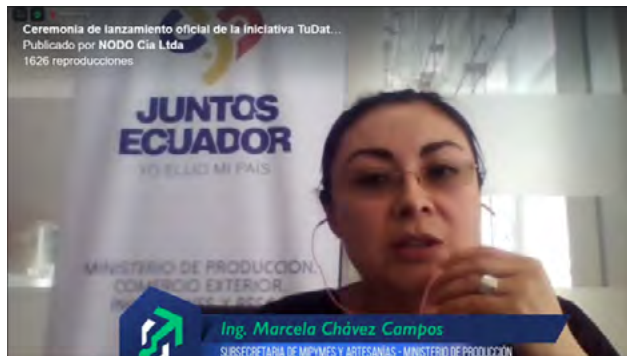 Ceremonia de lanzamiento oficial de la iniciativa TuDat...
Publicado por NODO Cia Ltda
1626 reproducciones
JUNTOS
ECUADOR
YO ELIJO MI PAÍS
MINISTERIO DE PRODUCCIÓN,
COMERCIO EXTERIOR,
Ing. Marcela Chávez Campos
SUBSECRETARIA DE MIPYMES Y ARTESANÍAS - MINISTERIO DE PRODUCCIÓN